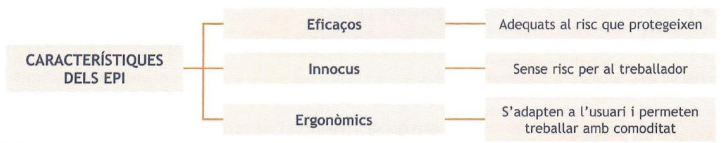 CARACTERÍSTIQUES
DELS EPI
Eficaços
Adequats al risc que protegeixen
Innocus
Sense risc per al treballador
Ergonòmics
S'adapten a l'usuari i permeten
treballar amb comoditat